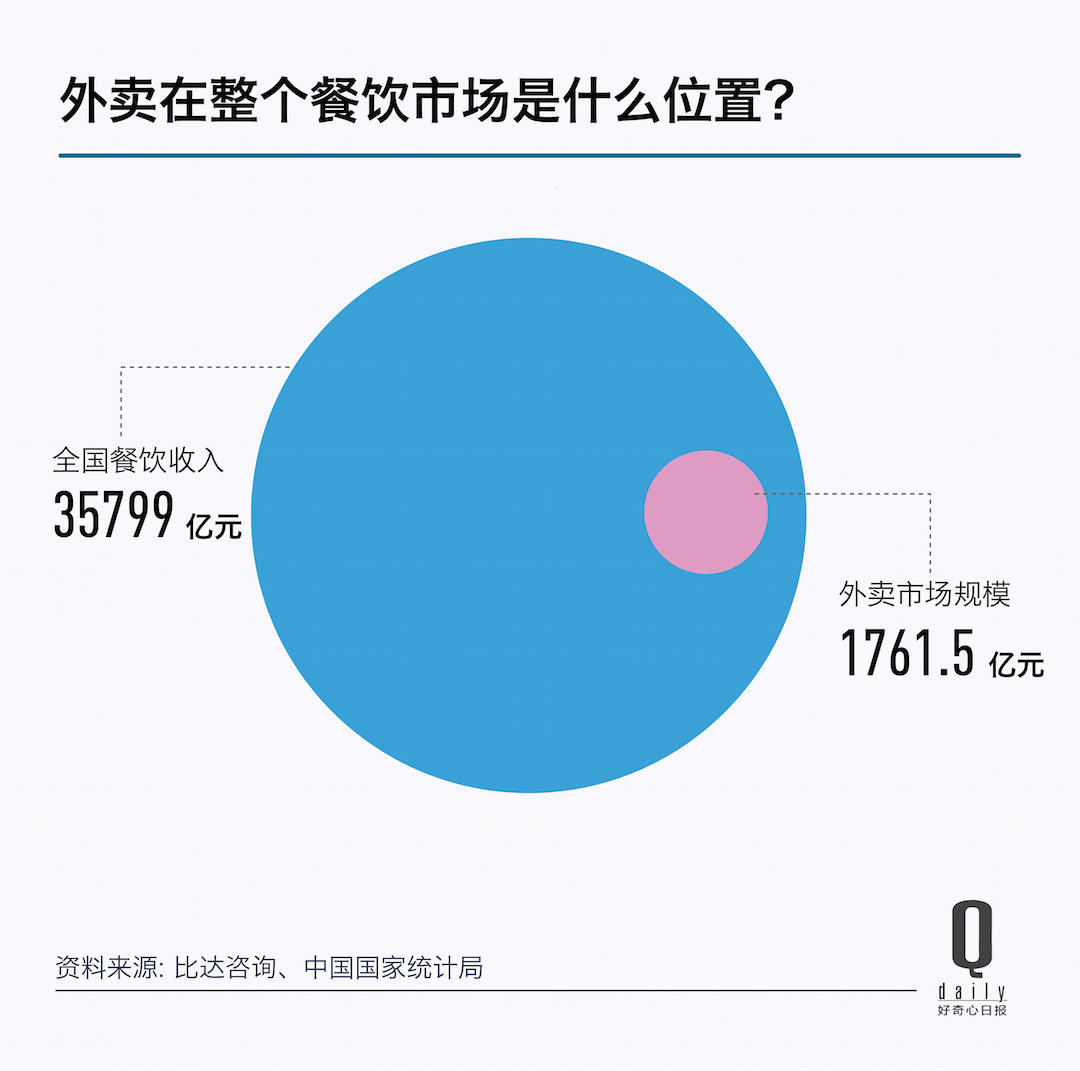 外卖在整个餐饮市场是什么位置?
全国餐饮收入
35799 亿元
外卖市场规模
1761.5 亿元
资料来源: 比达咨询、中国国家统计局
Q
daily
好奇心日报